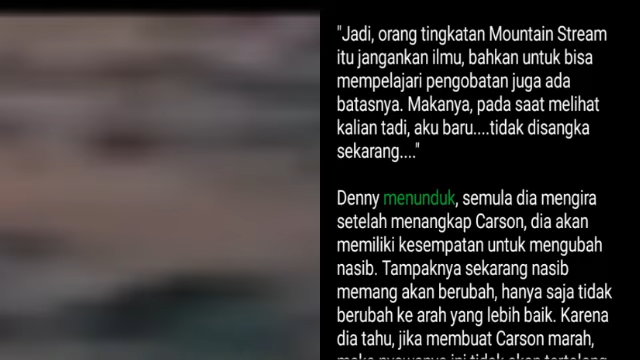 "Jadi, orang tingkatan Mountain Stream
itu jangankan ilmu, bahkan untuk bisa
mempelajari pengobatan juga ada
batasnya. Makanya, pada saat melihat
kalian tadi, aku baru....tidak disangka
sekarang...."
Denny menunduk, semula dia mengira
setelah menangkap Carson, dia akan
memiliki kesempatan untuk mengubah
nasib. Tampaknya sekarang nasib
memang akan berubah, hanya saja tidak
berubah ke arah yang lebih baik. Karena
dia tahu, jika membuat Carson marah,